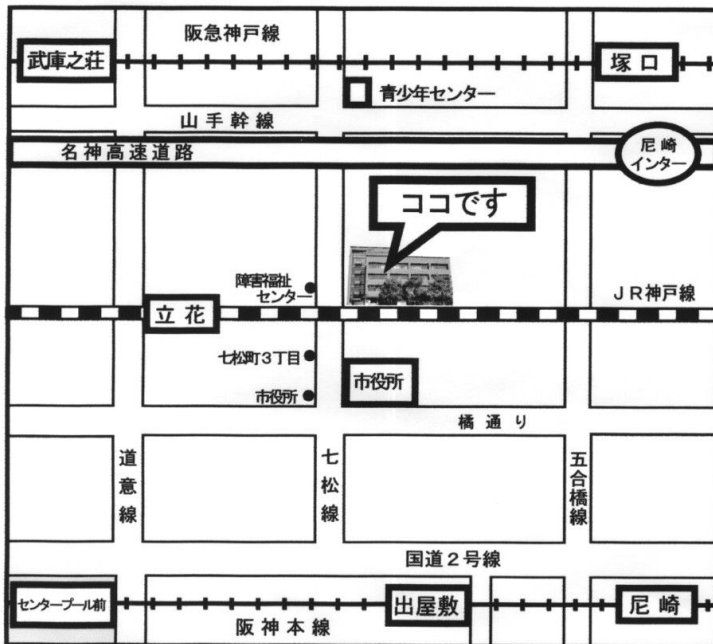 阪急神戸線
武庫之荘
塚口
青少年センター
山手幹線
名神高速道路
尼崎
インター
ココです
障害福祉
センター
JR神戸線
立花
七松町3丁目
市役所
市役所
橘通り
道意線
七松線
五合橋線
国道2号線
センタープール前
出屋敷
尼崎
阪神本線